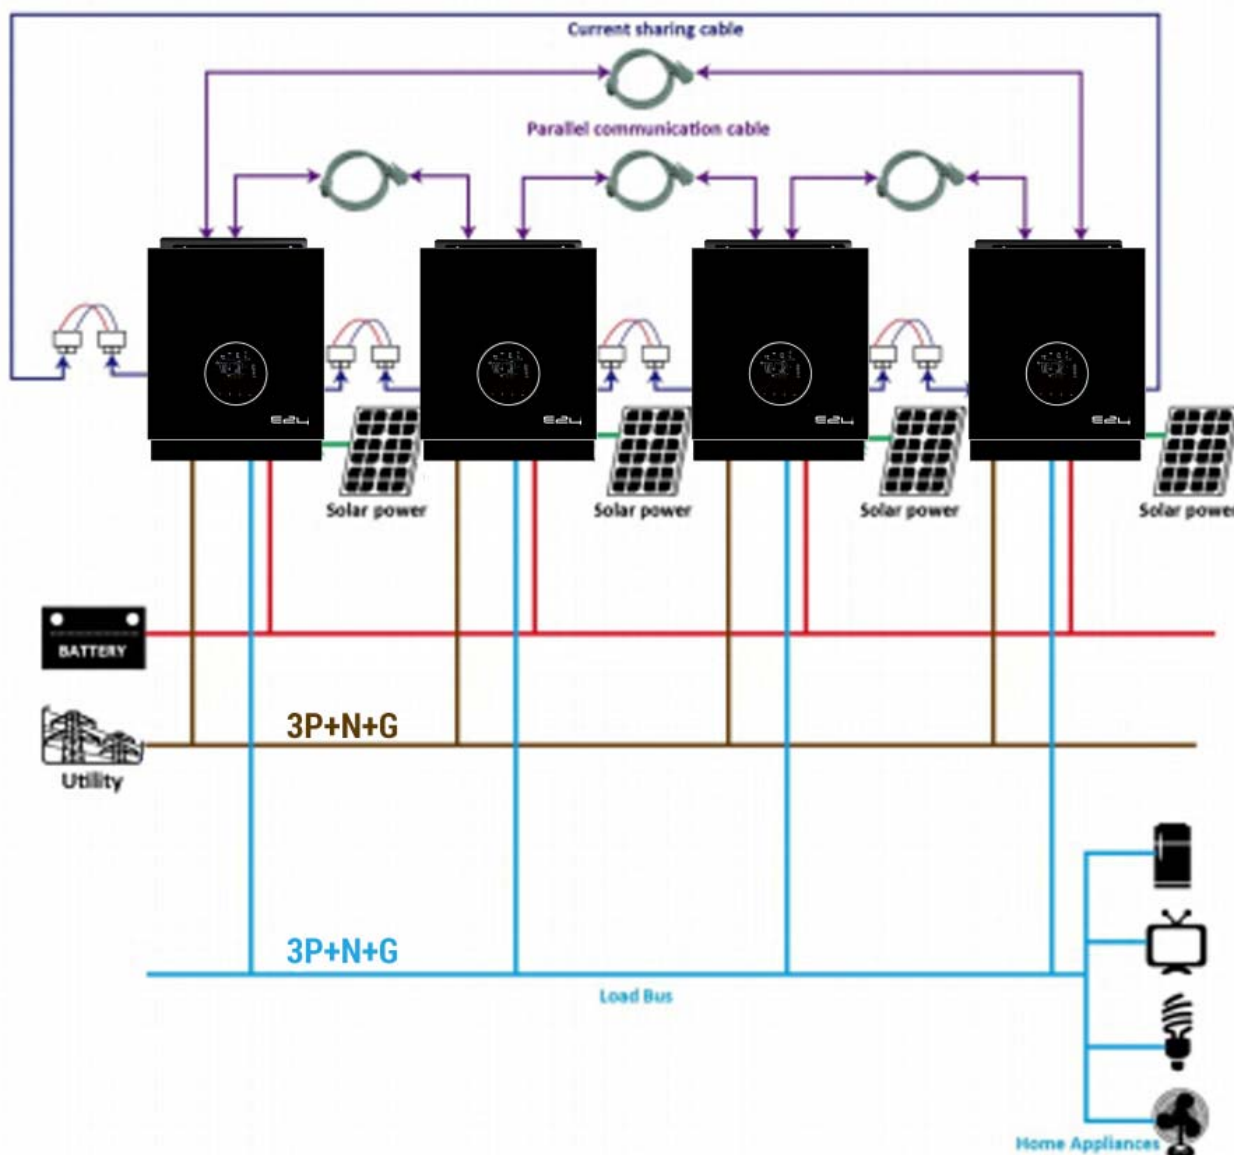 Current sharing cable
Parallel communication cable
Solar power
Solar power
Solar power
Solar power
BATTERY
3P+N+G
Utility
3P+N+G
Load Bus
Home Appliances